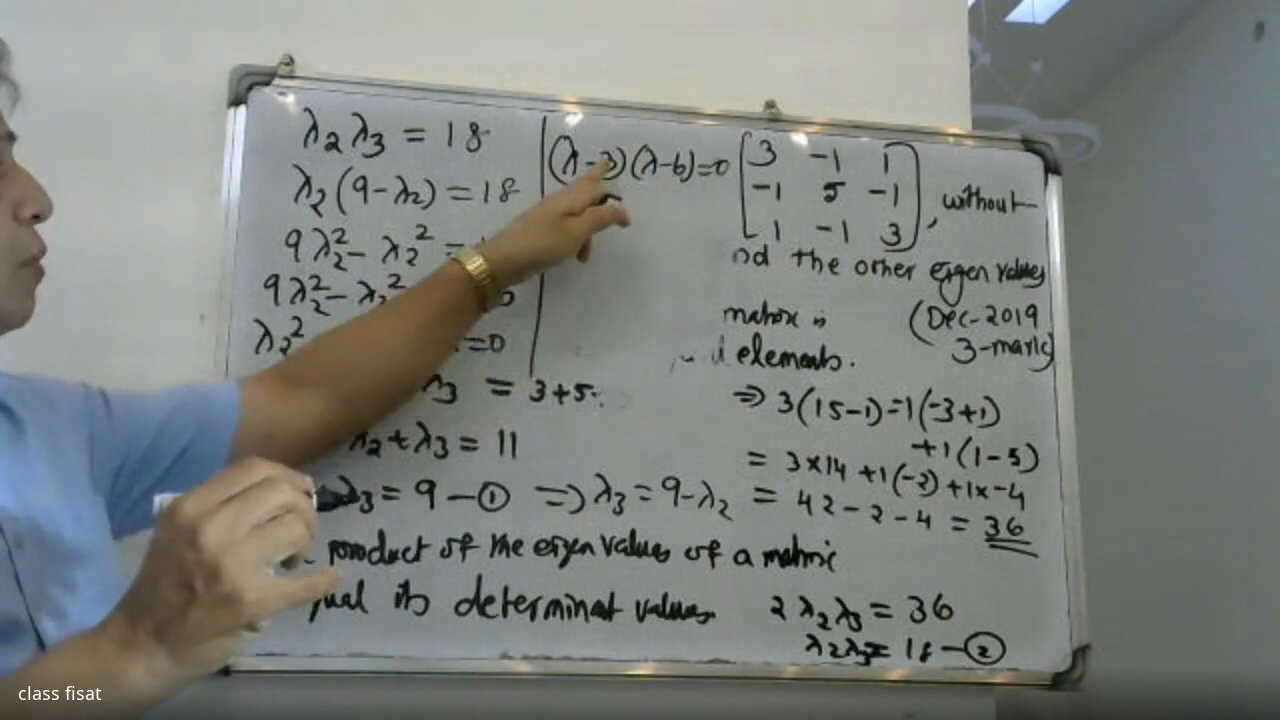 λ₂λ₃ = 18
λ₂(9-λ₂) = 18
9λ₂² - λ₂² =
9λ₂² - λ₂²
λ₂² =0
λ₃ = 3+5
λ₂+λ₃ = 11
λ₃ = 9 — ① ⇒ λ₃ = 9-λ₂
product of the eigen values of a matrix
its determinat values
(λ-3)(λ-6)=0
3 -1 1
-1 5 -1
1 -1 3
, without
the other eigen values
matrix is (Dec-2019
elements. 3-mark)
⇒ 3(15-1)-1(-3+1)
+1(1-5)
= 3×14 +1(-2) +1×-4
= 42-2-4 = 36
2λ₂λ₃ = 36
λ₂λ₃ = 18 — ②
class fisat